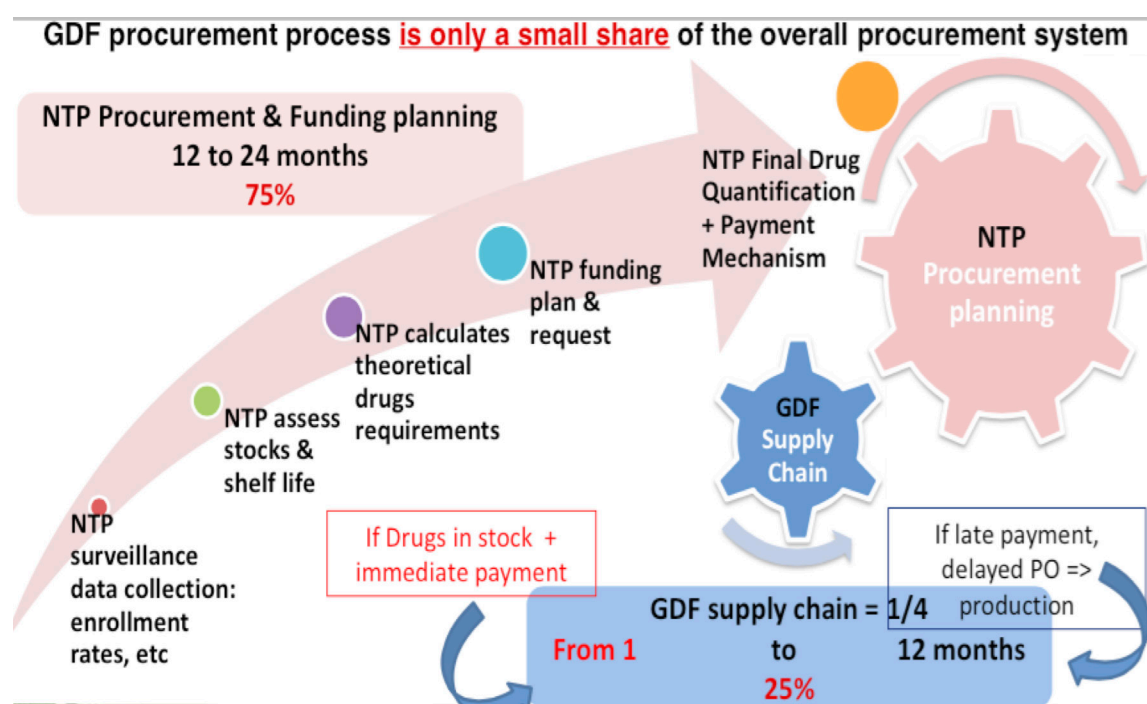 GDF procurement process is only a small share of the overall procurement system
NTP Procurement & Funding planning
12 to 24 months
75%
NTP Final Drug
Quantification
+ Payment
Mechanism
NTP
Procurement
planning
NTP funding
plan &
request
NTP calculates
theoretical
drugs
requirements
NTP assess
stocks &
shelf life
NTP
surveillance
data collection:
enrollment
rates, etc
GDF
Supply
Chain
If Drugs in stock +
immediate payment
If late payment,
delayed PO =>
production
GDF supply chain = 1/4
From 1 to 12 months
25%